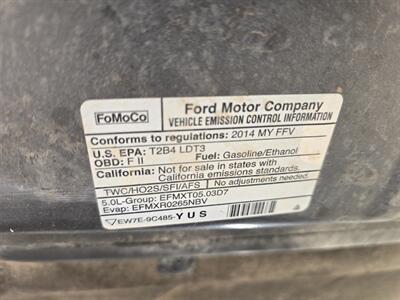 FoMoCo
Ford Motor Company
VEHICLE EMISSION CONTROL INFORMATION
Conforms to regulations: 2014 MY FFV
U.S. EPA: T2B4 LDT3
OBD: F II Fuel: Gasoline/Ethanol
California: Not for sale in states with
California emissions standards.
TWC/HO2S/SFI/AFS No adjustments needed.
5.0L-Group: EFMXT05.03D7
Evap: EFMXR0265NBV
EW7E-9C485-YUS